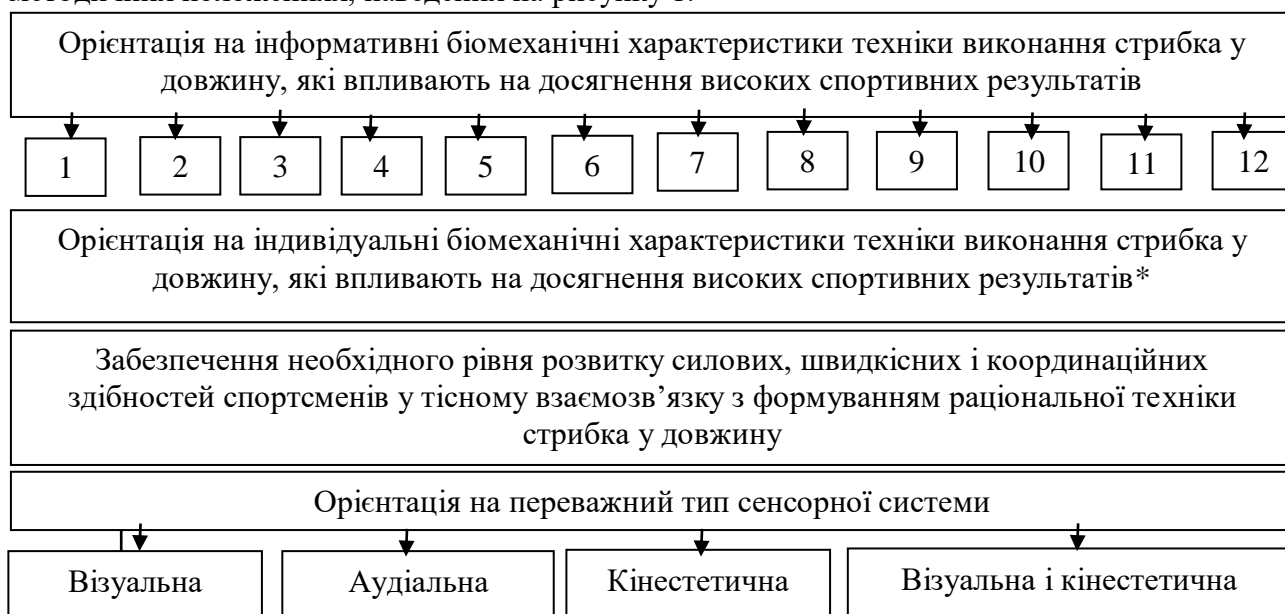 методичних положеннях, наведених на рисунку 1.
Орієнтація на інформативні біомеханічні характеристики техніки виконання стрибка у
довжину, які впливають на досягнення високих спортивних результатів
1 2 3 4 5 6 7 8 9 10 11 12
Орієнтація на індивідуальні біомеханічні характеристики техніки виконання стрибка у
довжину, які впливають на досягнення високих спортивних результатів*
Забезпечення необхідного рівня розвитку силових, швидкісних і координаційних
здібностей спортсменів у тісному взаємозв’язку з формуванням раціональної техніки
стрибка у довжину
Орієнтація на переважний тип сенсорної системи
Візуальна Аудіальна Кінестетична Візуальна і кінестетична